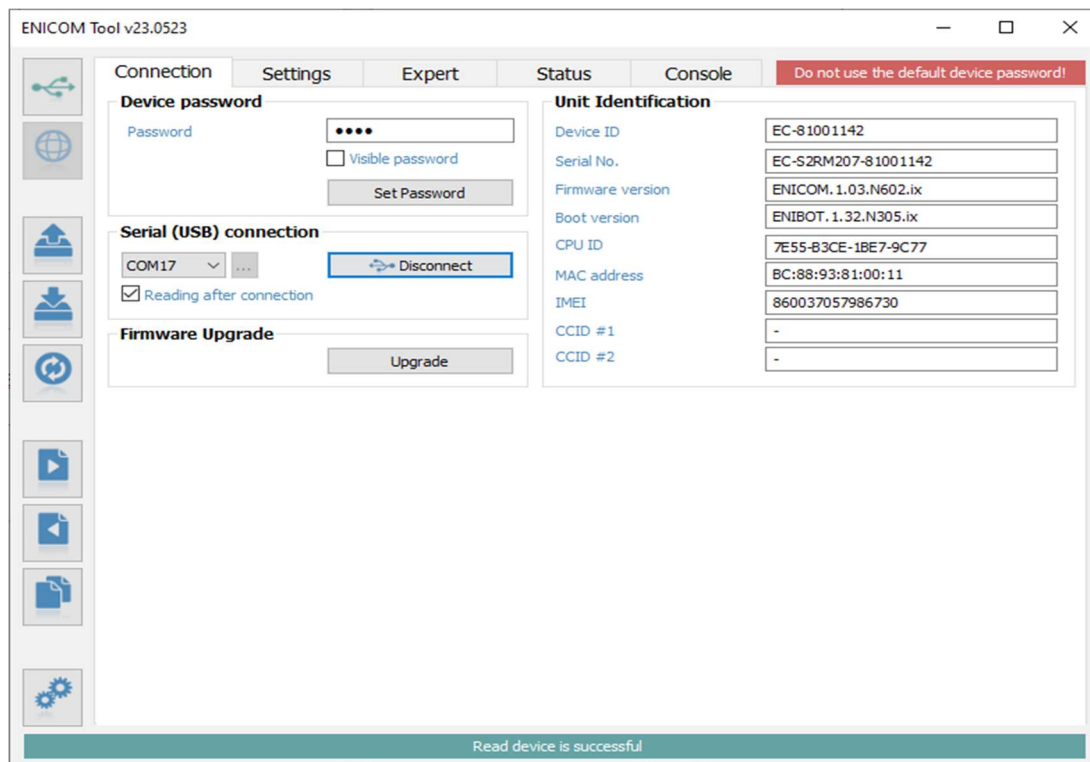 ENICOM Tool v23.0523
Connection Settings Expert Status Console Do not use the default device password!
Device password
Password ••••
Visible password
Set Password
Serial (USB) connection
COM17 ... Disconnect
Reading after connection
Firmware Upgrade
Upgrade
Unit Identification
Device ID EC-81001142
Serial No. EC-S2RM207-81001142
Firmware version ENICOM.1.03.N602.ix
Boot version ENIBOT.1.32.N305.ix
CPU ID 7E55-B3CE-1BE7-9C77
MAC address BC:88:93:81:00:11
IMEI 860037057986730
CCID #1 -
CCID #2 -
Read device is successful